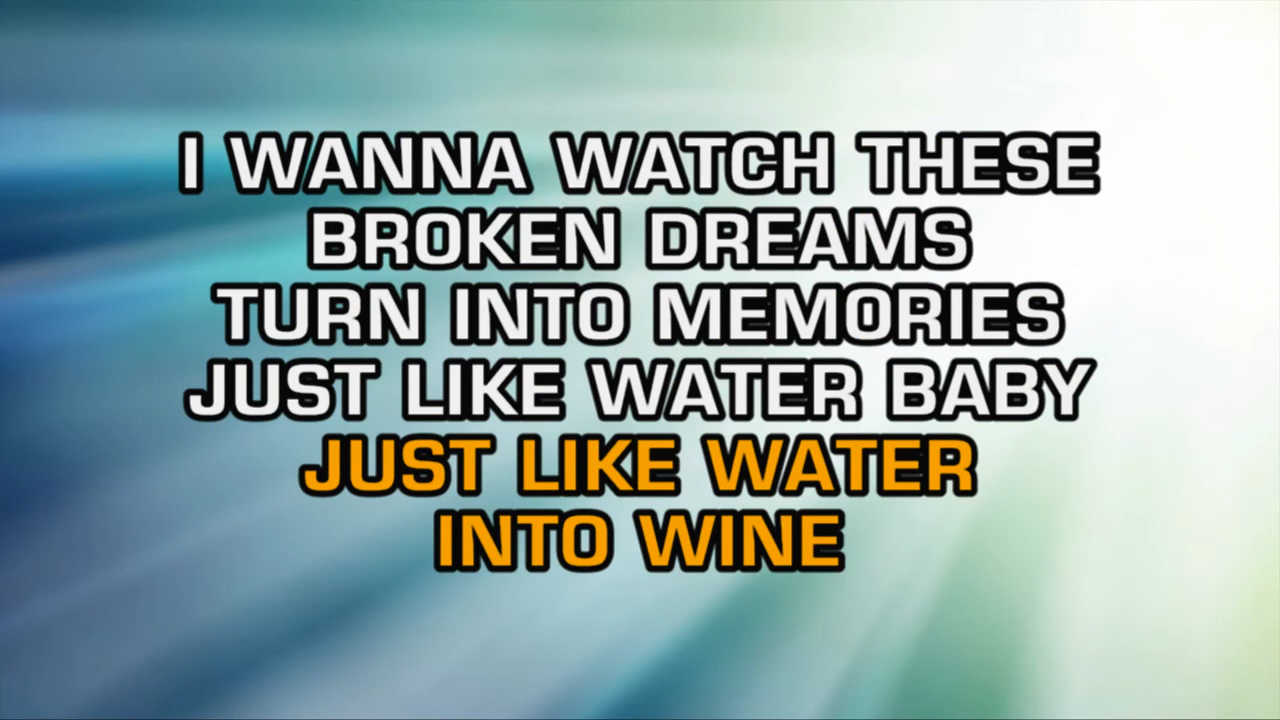 I WANNA WATCH THESE
BROKEN DREAMS
TURN INTO MEMORIES
JUST LIKE WATER BABY
JUST LIKE WATER
INTO WINE